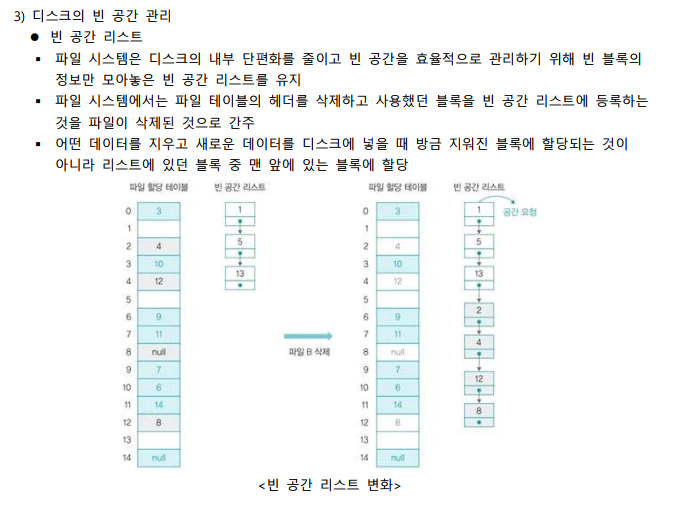 3) 디스크의 빈 공간 관리
● 빈 공간 리스트
▪ 파일 시스템은 디스크의 내부 단편화를 줄이고 빈 공간을 효율적으로 관리하기 위해 빈 블록의
정보만 모아놓은 빈 공간 리스트를 유지
▪ 파일 시스템에서는 파일 테이블의 헤더를 삭제하고 사용했던 블록을 빈 공간 리스트에 등록하는
것을 파일이 삭제된 것으로 간주
▪ 어떤 데이터를 지우고 새로운 데이터를 디스크에 넣을 때 방금 지워진 블록에 할당되는 것이
아니라 리스트에 있던 블록 중 맨 앞에 있는 블록에 할당
파일 할당 테이블
0 3
1
2 4
3 10
4 12
5
6 9
7 11
8 null
9 7
10 6
11 14
12 8
13
14 null
빈 공간 리스트
1
5
13
파일 B 삭제
파일 할당 테이블
0 3
1
2 4
3 10
4 12
5
6 9
7 11
8 null
9 7
10 6
11 14
12 8
13
14 null
빈 공간 리스트
1
공간 요청
5
13
2
4
12
8
<빈 공간 리스트 변화>